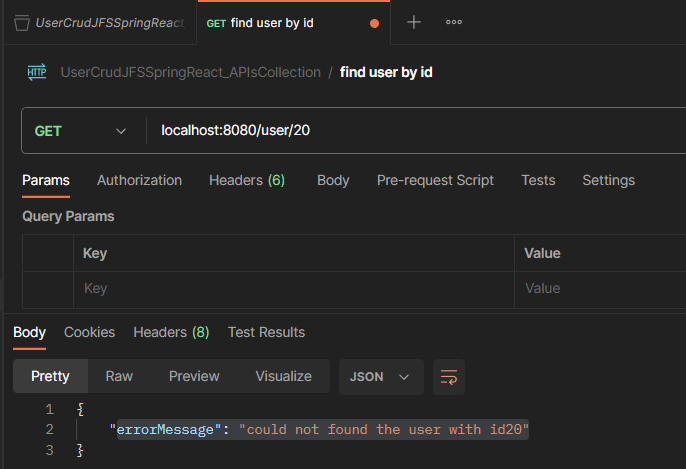 UserCrudJFSSpringReact
GET find user by id
HTTP UserCrudJFSSpringReact_APIsCollection / find user by id
GET localhost:8080/user/20
Params Authorization Headers (6) Body Pre-request Script Tests Settings
Query Params
Key Value
Key Value
Body Cookies Headers (8) Test Results
Pretty Raw Preview Visualize JSON
1 {
2 "errorMessage": "could not found the user with id20"
3 }